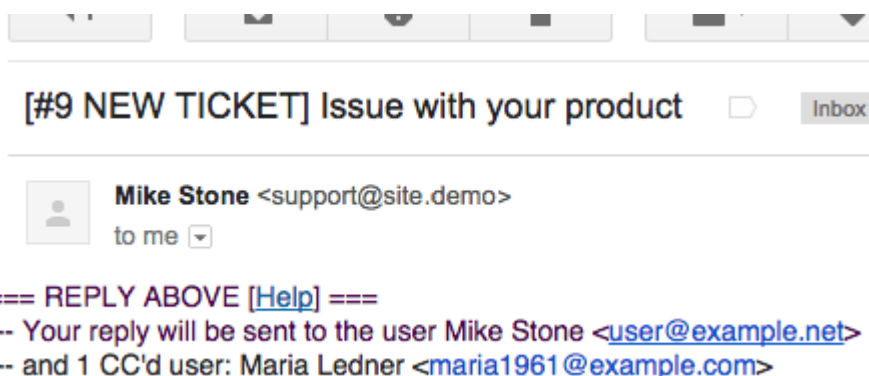 [#9 NEW TICKET] Issue with your product Inbox
Mike Stone <support@site.demo>
to me
=== REPLY ABOVE [Help] ===
-- Your reply will be sent to the user Mike Stone <user@example.net>
-- and 1 CC'd user: Maria Ledner <maria1961@example.com>